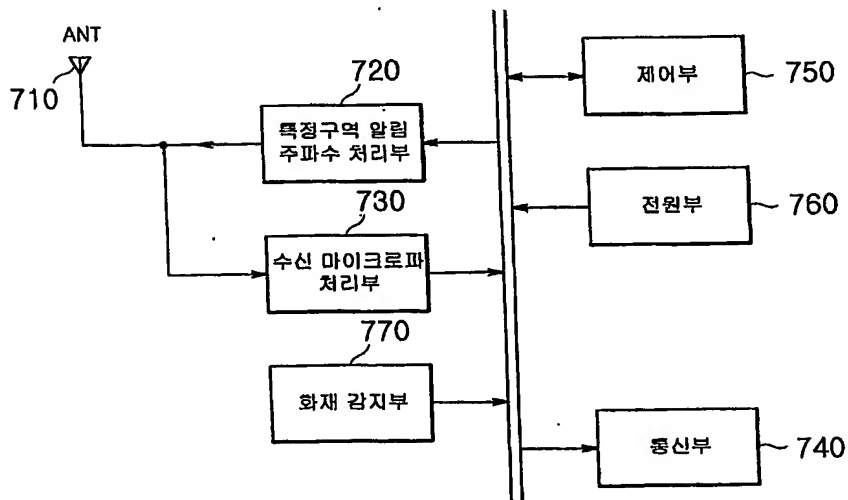 ANT
710
720
특정구역 알림
주파수 처리부
730
수신 마이크로파
처리부
770
화재 감지부
제어부
750
전원부
760
통신부
740